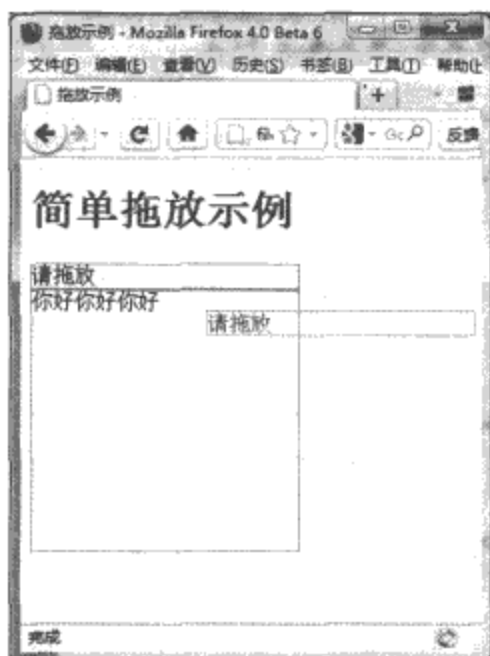 拖放示例 - Mozilla Firefox 4.0 Beta 6
文件(F) 编辑(E) 查看(V) 历史(S) 书签(B) 工具(T) 帮助(H
拖放示例
简单拖放示例
请拖放
你好你好你好
请拖放
完成